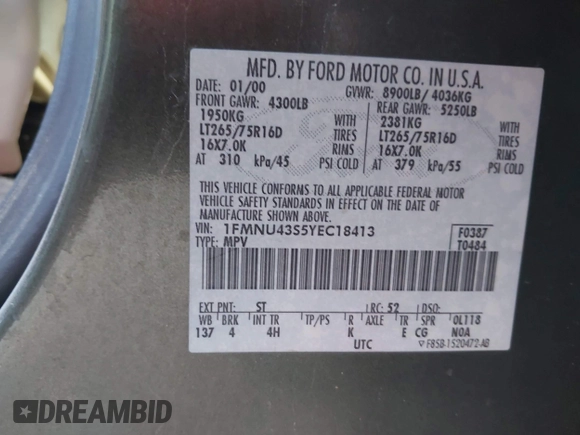 MFD. BY FORD MOTOR CO. IN U.S.A.
DATE: 01/00 GVWR: 8900LB/ 4036KG
FRONT GAWR: 4300LB REAR GAWR: 5250LB
1950KG WITH 2381KG WITH
LT265/75R16D TIRES LT265/75R16D TIRES
16X7.0K RIMS 16X7.0K RIMS
AT 310 kPa/45 PSI COLD AT 379 kPa/55 PSI COLD
THIS VEHICLE CONFORMS TO ALL APPLICABLE FEDERAL MOTOR
VEHICLE SAFETY STANDARDS IN EFFECT ON THE DATE OF
MANUFACTURE SHOWN ABOVE.
VIN: 1FMNU43S5YEC18413 F0387
TYPE: MPV T0484
EXT PNT: ST RC: 52 DSO:
WB BRK INT TR TP/PS R AXLE TR SPR 0L118
137 4 4H K E CG N0A
UTC F8SB-1520472-AB
DREAMBID